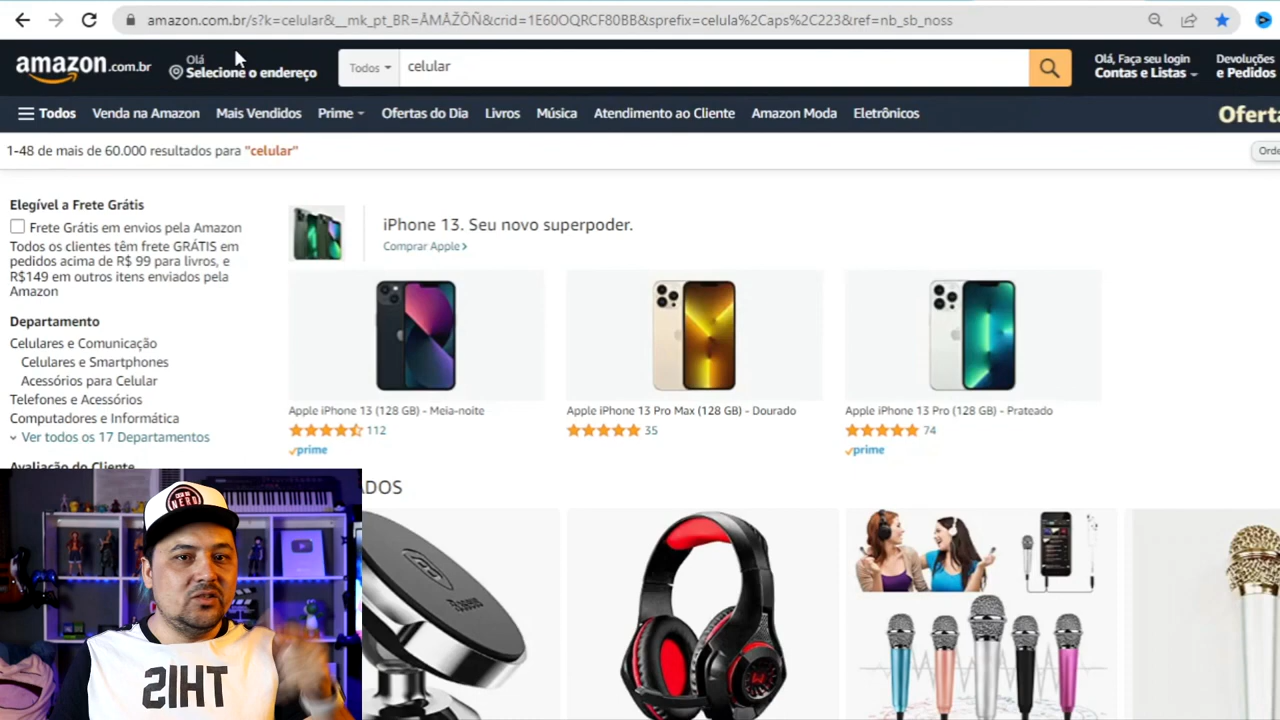 amazon.com.br/s?k=celular&__mk_pt_BR=ÅMÅŽÕÑ&crid=1E60OQRCF80BB&sprefix=celula%2Caps%2C223&ref=nb_sb_noss
amazon.com.br
Olá
Selecione o endereço
Todos
celular
Olá, Faça seu login
Contas e Listas
Devoluções
e Pedidos
Todos
Venda na Amazon
Mais Vendidos
Prime
Ofertas do Dia
Livros
Música
Atendimento ao Cliente
Amazon Moda
Eletrônicos
Oferta
1-48 de mais de 60.000 resultados para "celular"
Orde
Elegível a Frete Grátis
Frete Grátis em envios pela Amazon
Todos os clientes têm frete GRÁTIS em
pedidos acima de R$ 99 para livros, e
R$149 em outros itens enviados pela
Amazon
Departamento
Celulares e Comunicação
Celulares e Smartphones
Acessórios para Celular
Telefones e Acessórios
Computadores e Informática
Ver todos os 17 Departamentos
Avaliação do Cliente
iPhone 13. Seu novo superpoder.
Comprar Apple
Apple iPhone 13 (128 GB) - Meia-noite
112
prime
Apple iPhone 13 Pro Max (128 GB) - Dourado
35
Apple iPhone 13 Pro (128 GB) - Prateado
74
prime
ADOS
NERD
THIS